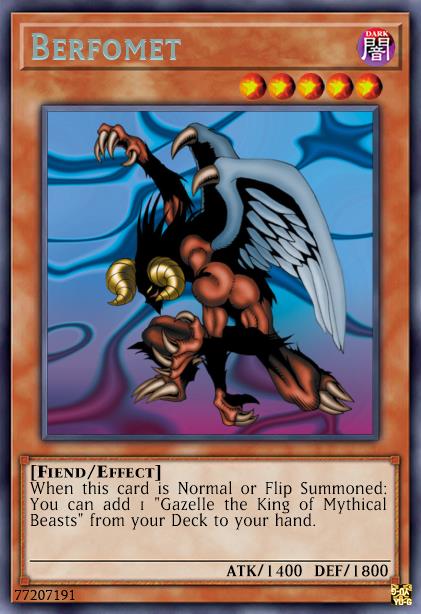 Berfomet
DARK
闇
[Fiend/Effect]
When this card is Normal or Flip Summoned:
You can add 1 "Gazelle the King of Mythical
Beasts" from your Deck to your hand.
ATK/1400 DEF/1800
77207191